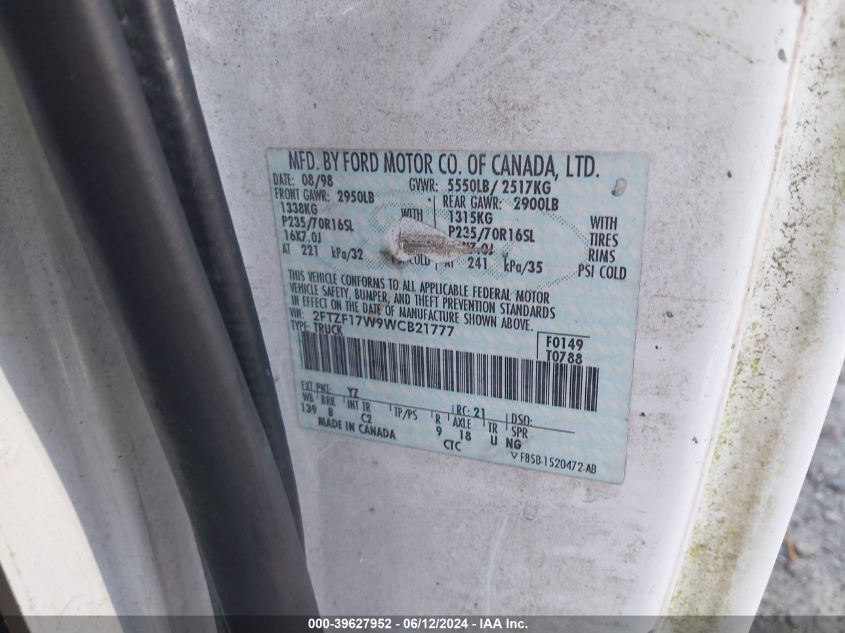 MFD. BY FORD MOTOR CO. OF CANADA, LTD.
DATE: 08/98 GVWR: 5550LB/ 2517KG
FRONT GAWR: 2950LB REAR GAWR: 2900LB
1338KG WITH 1315KG WITH
P235/70R16SL P235/70R16SL TIRES
16X7.0J X7.0J RIMS
AT 221 kPa/32 PSI COLD AT 241 kPa/35 PSI COLD
THIS VEHICLE CONFORMS TO ALL APPLICABLE FEDERAL MOTOR
VEHICLE SAFETY, BUMPER, AND THEFT PREVENTION STANDARDS
IN EFFECT ON THE DATE OF MANUFACTURE SHOWN ABOVE.
VIN: 2FTZF17W9WCB21777
TYPE: TRUCK
F0149
T0788
EXT PNT: YZ RC: 21 DSO:
WB BRK INT TR TP/PS R AXLE TR SPR
139 B C2 9 18 U NG
MADE IN CANADA CTC
F85B-1520472-AB
000-39627952 - 06/12/2024 - IAA Inc.